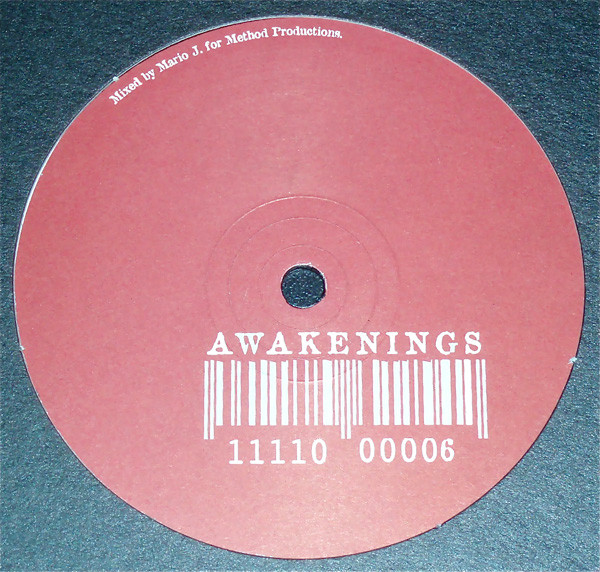 Mixed by Mario J. for Method Productions.
AWAKENINGS
11110 00006